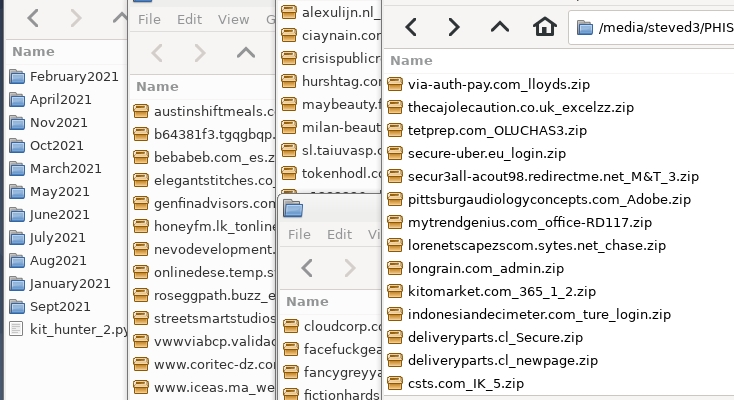 Name
February2021
April2021
Nov2021
Oct2021
March2021
May2021
June2021
July2021
Aug2021
January2021
Sept2021
kit_hunter_2.py
File Edit View G
Name
austinshiftmeals.c
b64381f3.tgqgbqp.
bebabeb.com_es.z
elegantstitches.co_
genfinadvisors.com
honeyfm.lk_tonline
nevodevelopment.
onlinedese.temp.s
roseggpath.buzz_e
streetsmartstudios
vwwviabcp.validac
www.coritec-dz.co
www.iceas.ma_we
alexulijn.nl_
ciaynain.co
crisispublicr
hurshtag.co
maybeauty.f
milan-beaut
sl.taiuvasp.
tokenhodl.c
File Edit Vi
Name
cloudcorp.co
facefuckgea
fancygreyya
fictionhards
/media/steved3/PHIS
Name
via-auth-pay.com_lloyds.zip
thecajolecaution.co.uk_excelzz.zip
tetprep.com_OLUCHAS3.zip
secure-uber.eu_login.zip
secur3all-acout98.redirectme.net_M&T_3.zip
pittsburgaudiologyconcepts.com_Adobe.zip
mytrendgenius.com_office-RD117.zip
lorenetscapezscom.sytes.net_chase.zip
longrain.com_admin.zip
kitomarket.com_365_1_2.zip
indonesiandecimeter.com_ture_login.zip
deliveryparts.cl_Secure.zip
deliveryparts.cl_newpage.zip
csts.com_IK_5.zip